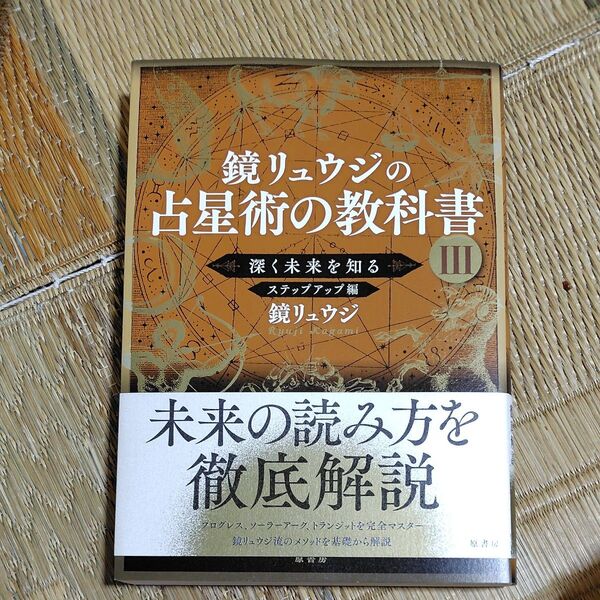 鏡リュウジの
占星術の教科書
III
深く未来を知る
ステップアップ編
鏡リュウジ
Ryuji Kagami
未来の読み方を
徹底解説
プログレス、ソーラーアーク、トランジットを完全マスター
鏡リュウジ流のメソッドを基礎から解説
原書房
原書房